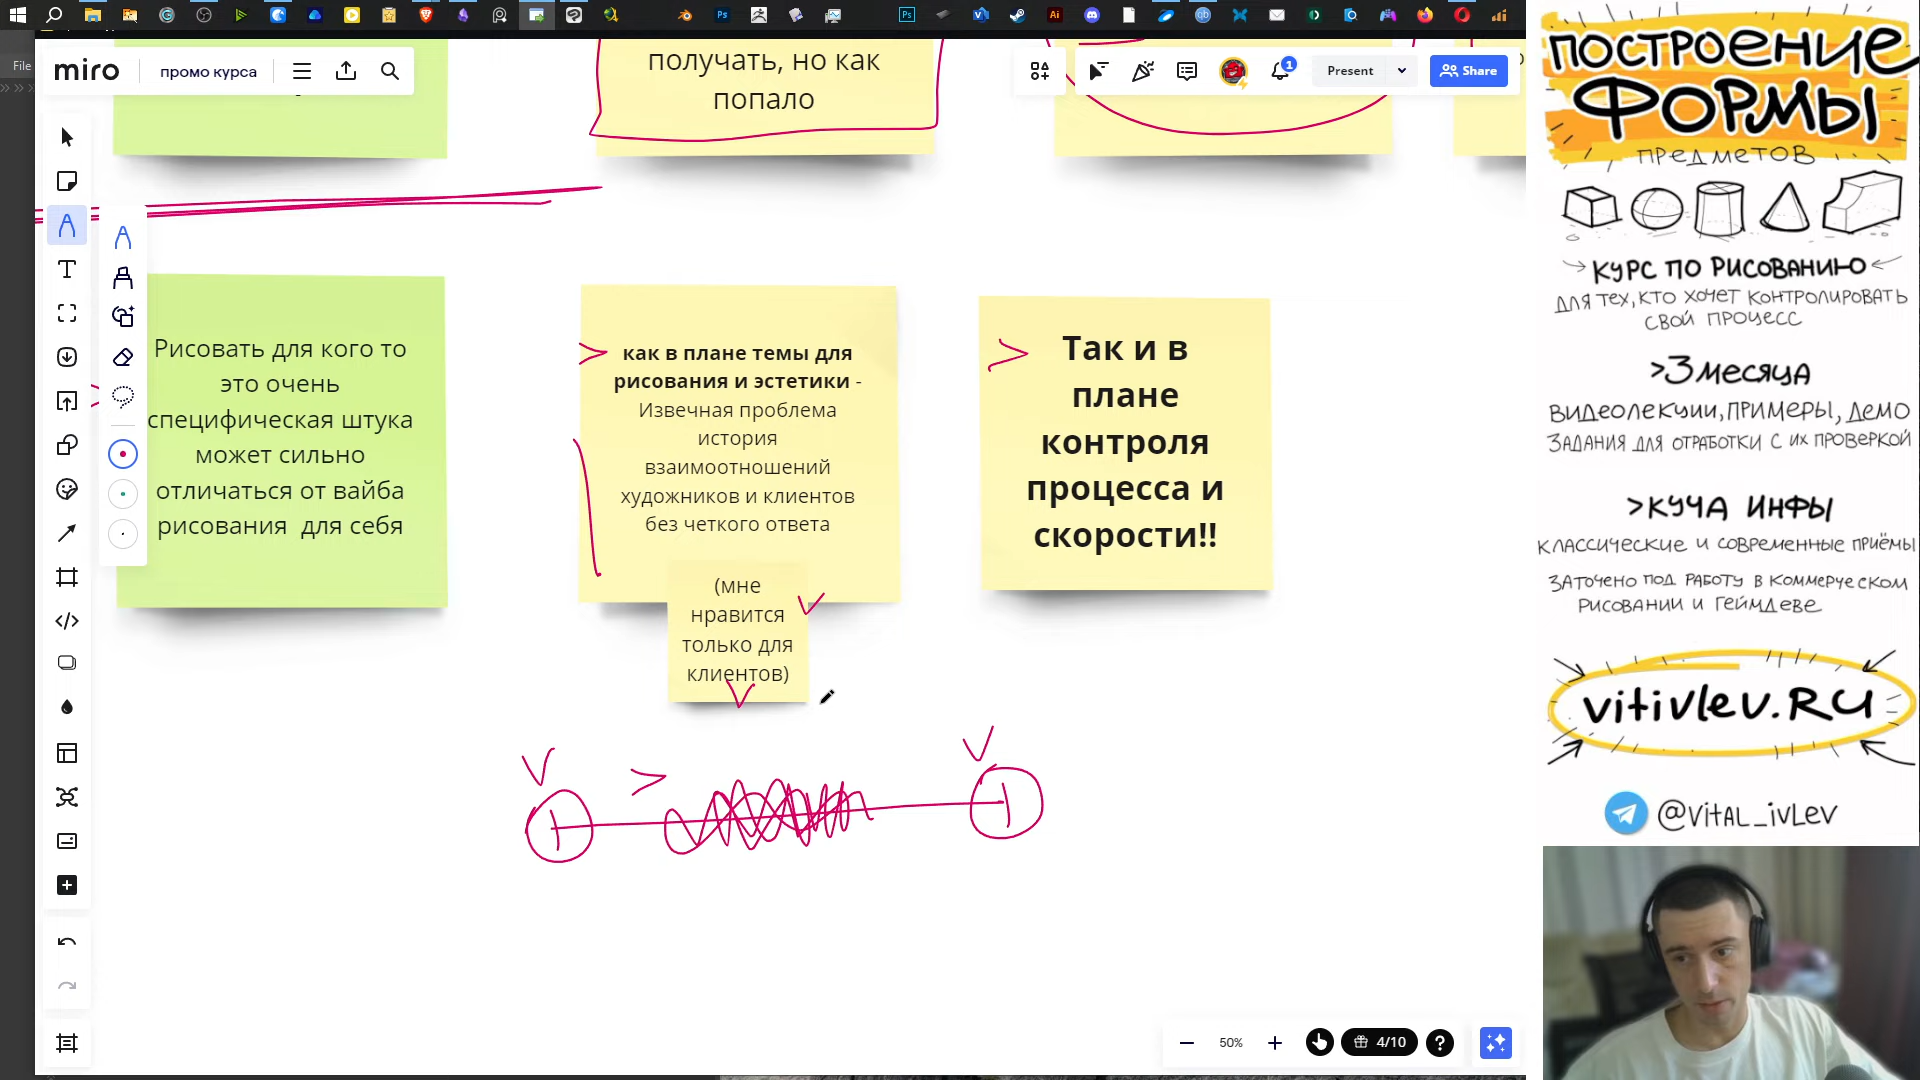 File
miro
промо курса
Present
1
Share
получать, но как
попало
Рисовать для кого то
это очень
специфическая штука
может сильно
отличаться от вайба
рисования для себя
как в плане темы для
рисования и эстетики -
Извечная проблема
история
взаимоотношений
художников и клиентов
без четкого ответа
(мне
нравится
только для
клиентов)
Так и в
плане
контроля
процесса и
скорости!!
50%
4/10
?
ПОСТРОЕНИЕ
ФОРМЫ
ПРЕДМЕТОВ
КУРС ПО РИСОВАНИЮ
ДЛЯ ТЕХ, КТО ХОЧЕТ КОНТРОЛИРОВАТЬ
СВОЙ ПРОЦЕСС
>3 месяца
ВИДЕОЛЕКЦИИ, ПРИМЕРЫ, ДЕМО
ЗАДАНИЯ ДЛЯ ОТРАБОТКИ С ИХ ПРОВЕРКОЙ
>КУЧА ИНФЫ
КЛАССИЧЕСКИЕ И СОВРЕМЕННЫЕ ПРИЁМЫ
ЗАТОЧЕНО ПОД РАБОТУ В КОММЕРЧЕСКОМ
РИСОВАНИИ И ГЕЙМДЕВЕ
vitivlev.RU
@VITAL_ivLev